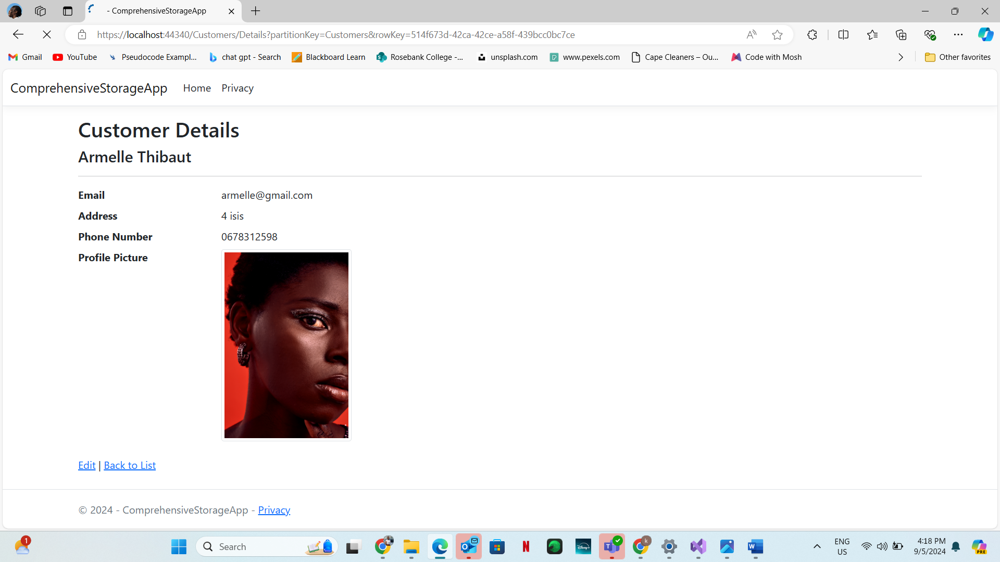 - ComprehensiveStorageApp
https://localhost:44340/Customers/Details?partitionKey=Customers&rowKey=514f673d-42ca-42ce-a58f-439bcc0bc7ce
Gmail YouTube Pseudocode Exampl... chat gpt - Search Blackboard Learn Rosebank College -... unsplash.com www.pexels.com Cape Cleaners – Ou... Code with Mosh Other favorites
ComprehensiveStorageApp Home Privacy
Customer Details
Armelle Thibaut
Email armelle@gmail.com
Address 4 isis
Phone Number 0678312598
Profile Picture
Edit | Back to List
© 2024 - ComprehensiveStorageApp - Privacy
1 Search Disney+ k ENG US 4:18 PM 9/5/2024 PRE